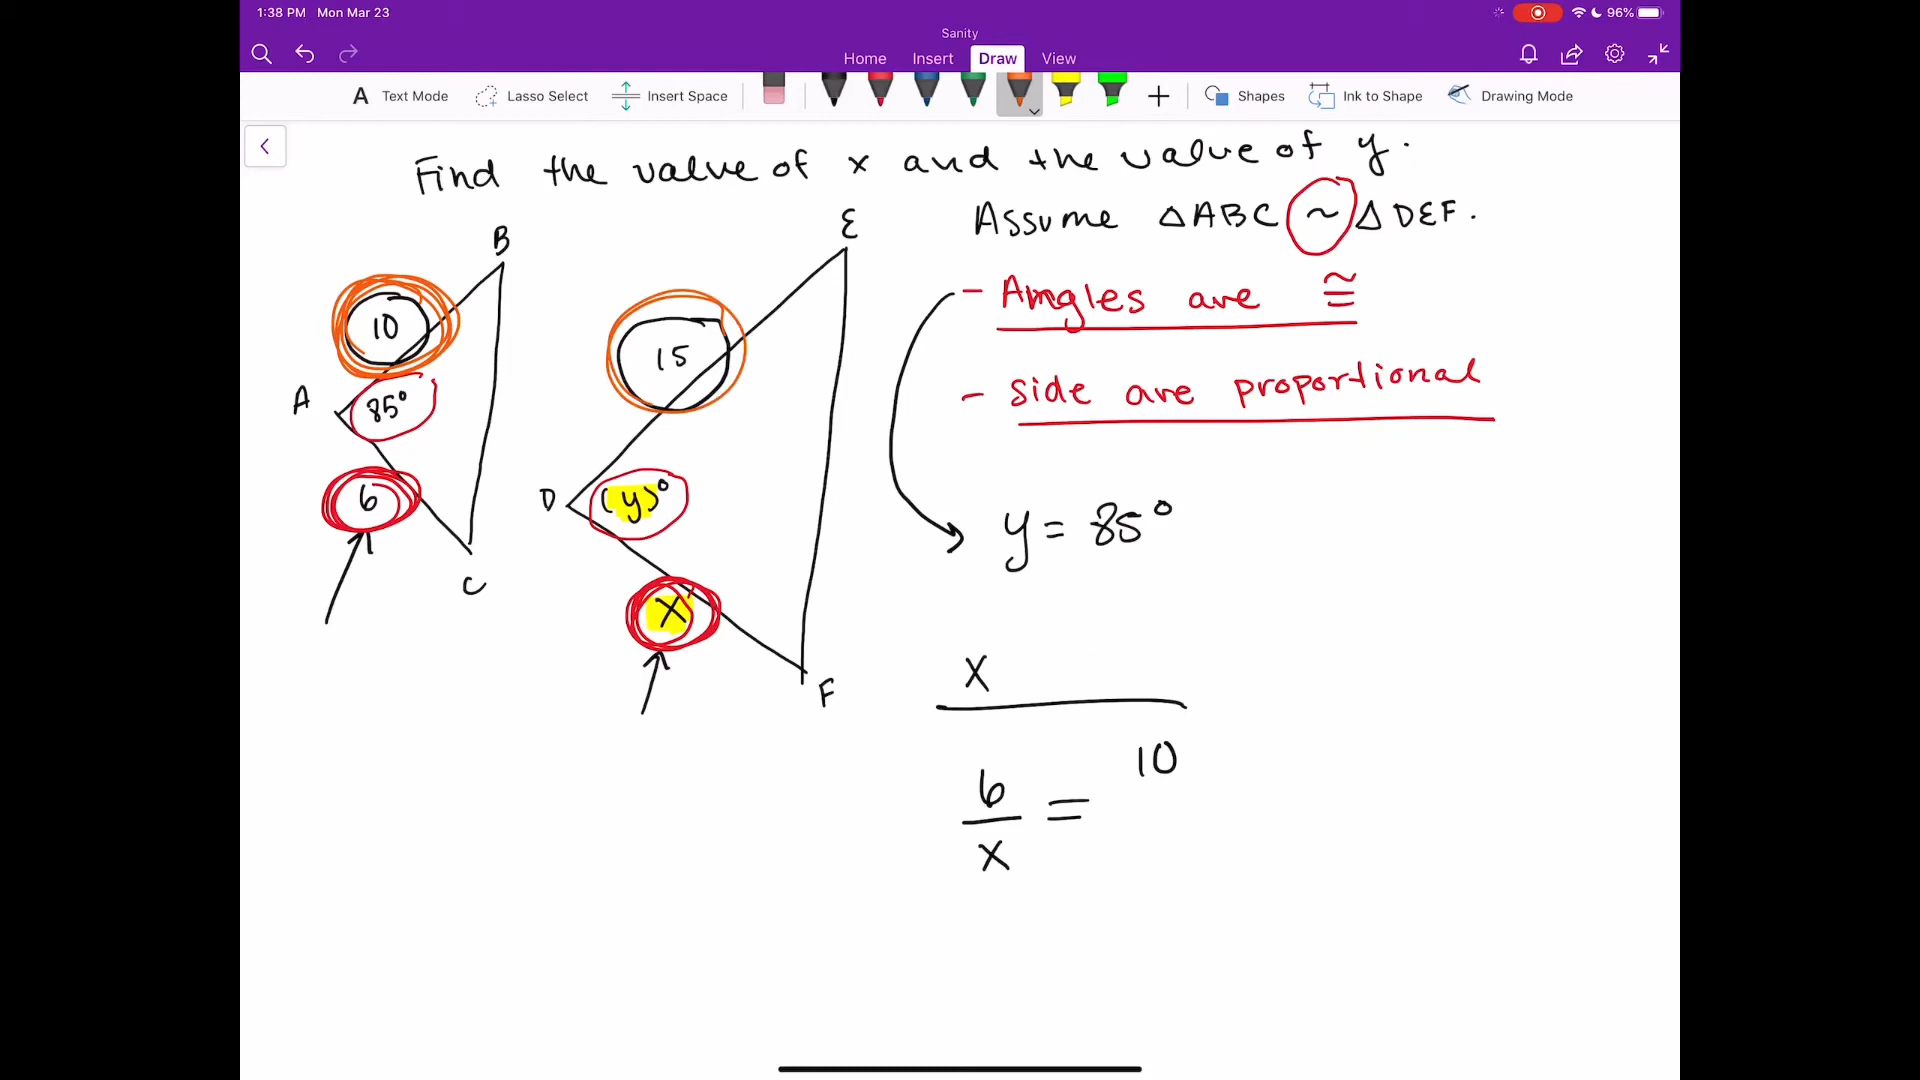 1:38 PM Mon Mar 23
96%
Sanity
Home Insert Draw View
A Text Mode Lasso Select Insert Space Shapes Ink to Shape Drawing Mode
Find the value of x and the value of y.
Assume △ABC ~ △DEF.
B
E
- Angles are ≅
10
15
A
85°
- side are proportional
6
D
(y)°
y = 85°
C
X
F
X
10
6
=
X